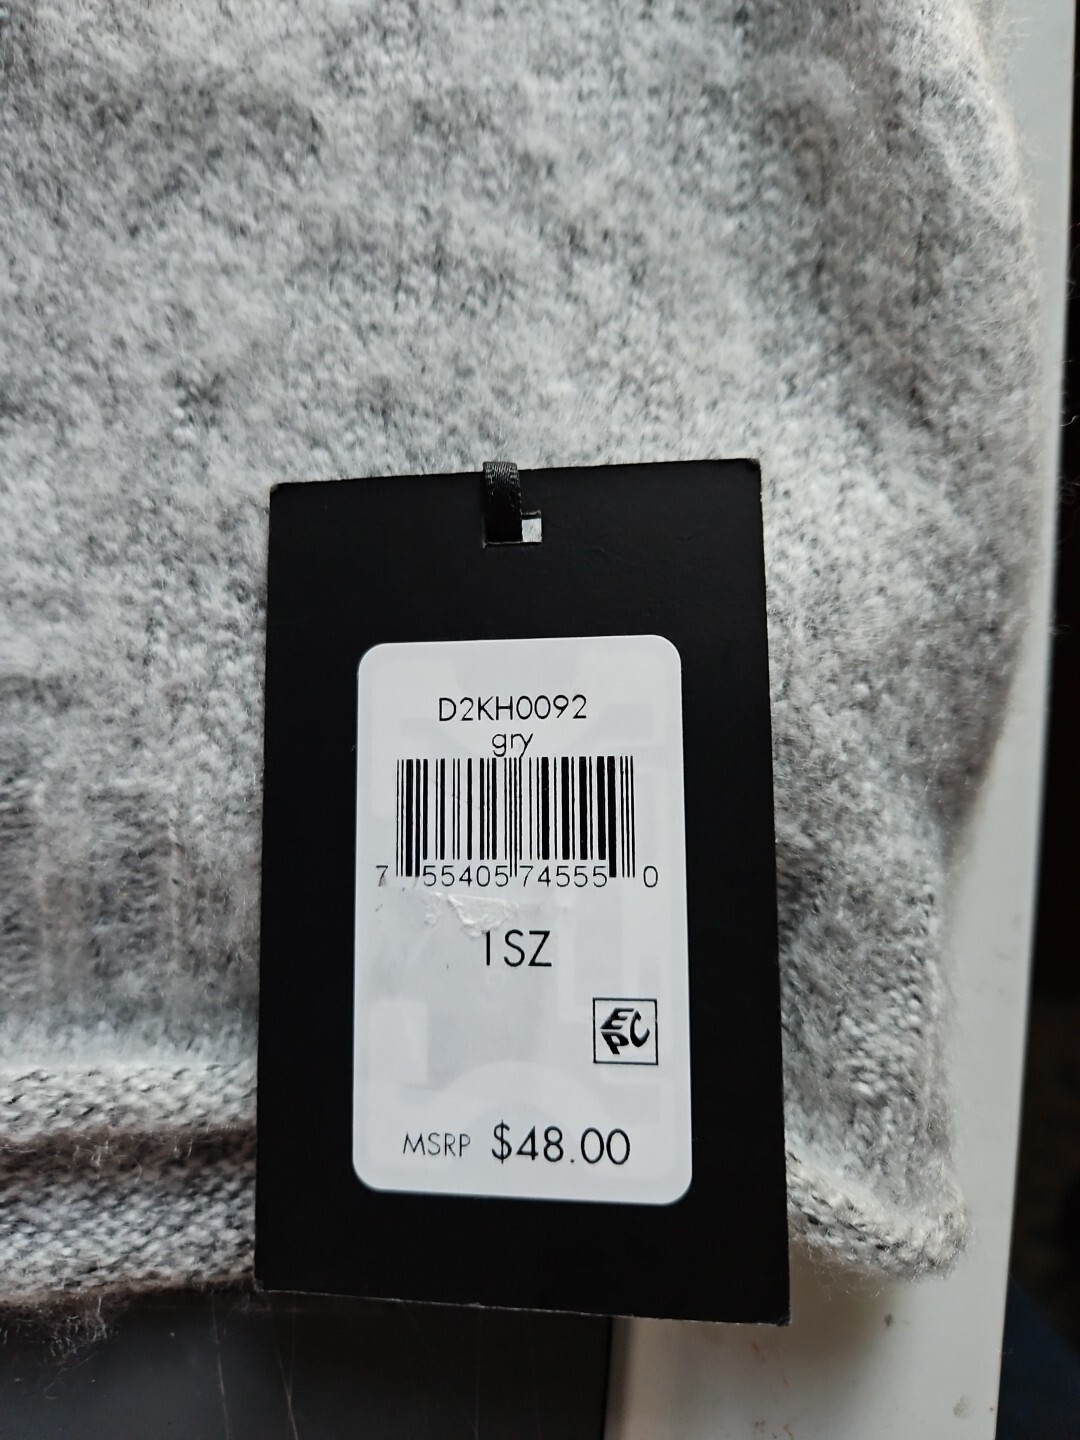 D2KH0092
gry
7 55405 74555 0
1SZ
EPC
MSRP $48.00